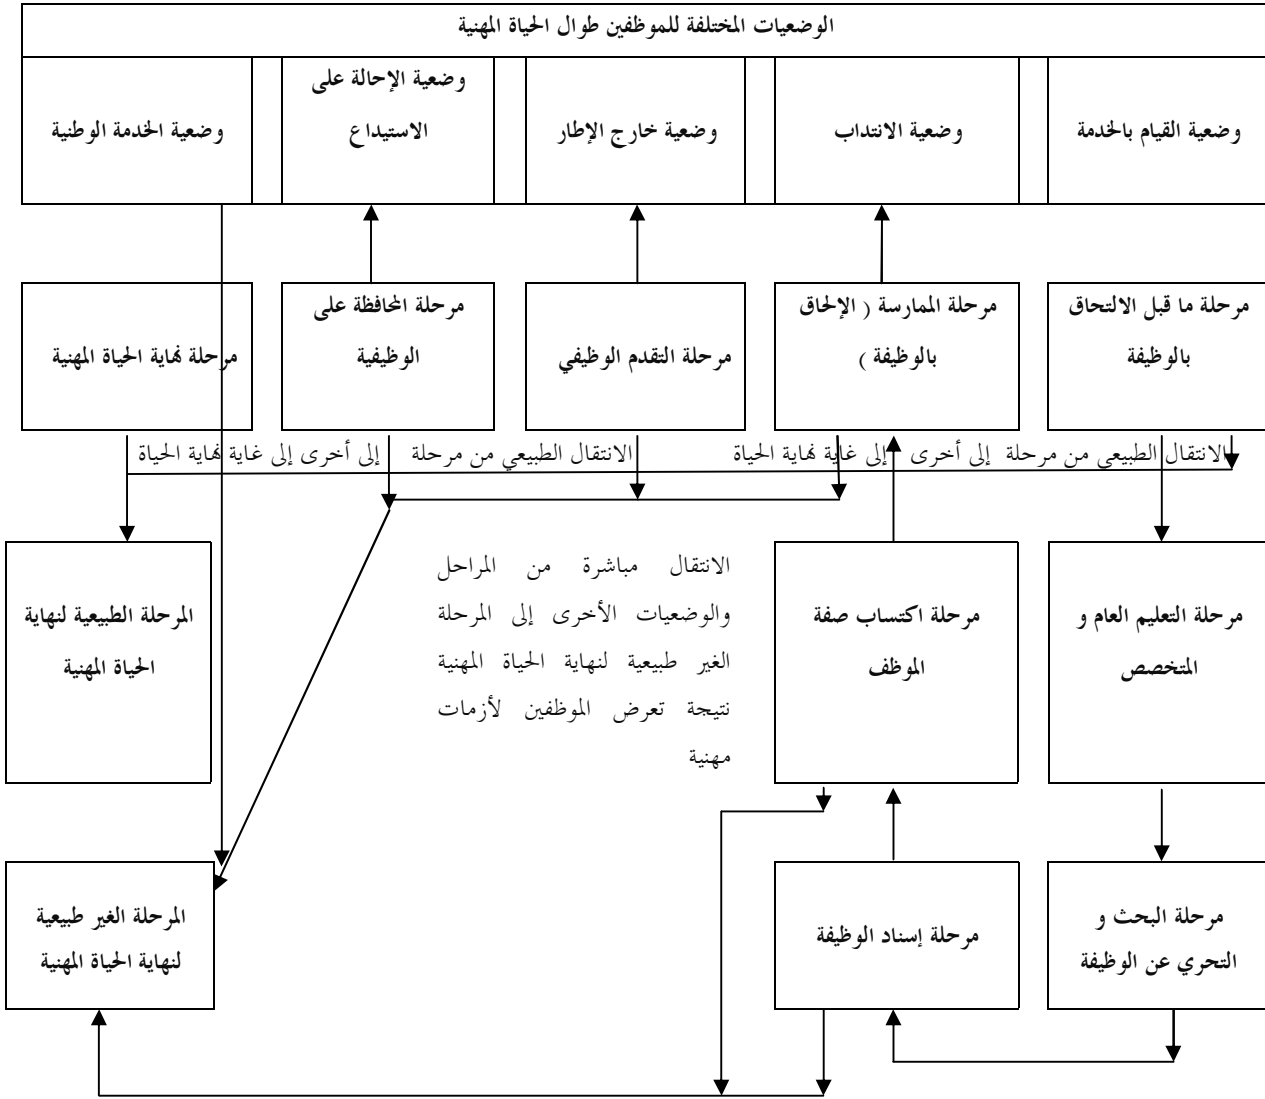 الوضعيات المختلفة للموظفين طوال الحياة المهنية
وضعية القيام بالخدمة
وضعية الانتداب
وضعية خارج الإطار
وضعية الإحالة على
الاستيداع
وضعية الخدمة الوطنية
مرحلة ما قبل الالتحاق
بالوظيفة
مرحلة الممارسة ( الإلحاق
بالوظيفة )
مرحلة التقدم الوظيفي
مرحلة المحافظة على
الوظيفية
مرحلة نهاية الحياة المهنية
الانتقال الطبيعي من مرحلة إلى أخرى إلى غاية نهاية الحياة
الانتقال الطبيعي من مرحلة إلى أخرى إلى غاية نهاية الحياة
مرحلة التعليم العام و
المتخصص
مرحلة اكتساب صفة
الموظف
الانتقال مباشرة من المراحل
والوضعيات الأخرى إلى المرحلة
الغير طبيعية لنهاية الحياة المهنية
نتيجة تعرض الموظفين لأزمات
مهنية
المرحلة الطبيعية لنهاية
الحياة المهنية
مرحلة البحث و
التحري عن الوظيفة
مرحلة إسناد الوظيفة
المرحلة الغير طبيعية
لنهاية الحياة المهنية